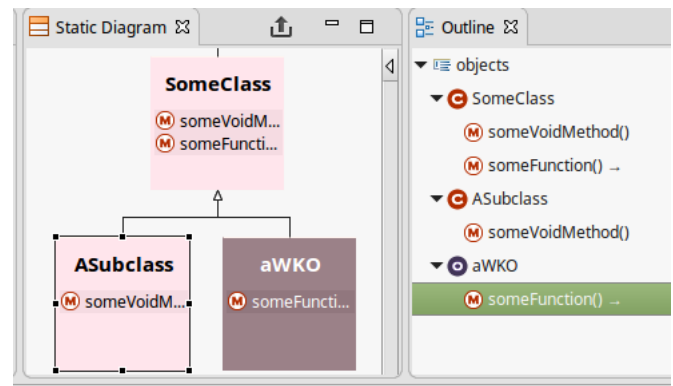 Static Diagram
SomeClass
M someVoidM...
M someFuncti...
ASubclass
M someVoidM...
aWKO
M someFuncti...
Outline
objects
C SomeClass
M someVoidMethod()
M someFunction() →
C ASubclass
M someVoidMethod()
O aWKO
M someFunction() →